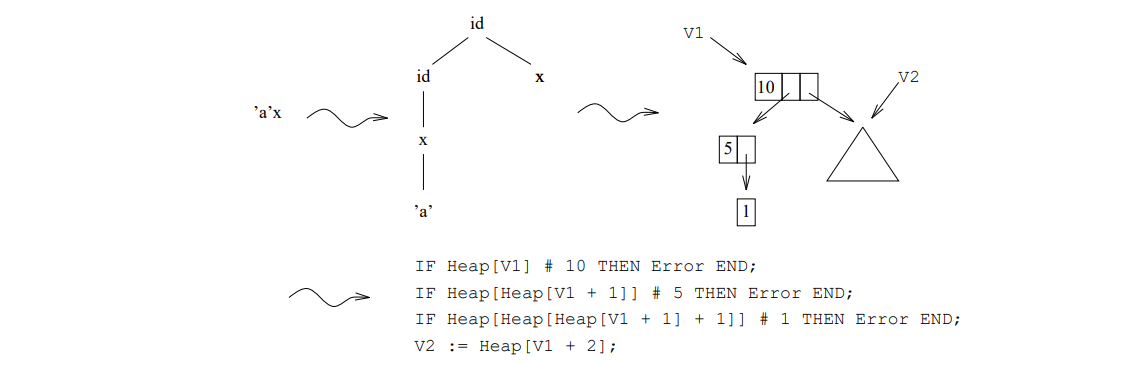 id
V1
id
x
10
V2
'a'x
x
5
'a'
1
IF Heap[V1] # 10 THEN Error END;
IF Heap[Heap[V1 + 1]] # 5 THEN Error END;
IF Heap[Heap[Heap[V1 + 1] + 1]] # 1 THEN Error END;
V2 := Heap[V1 + 2];